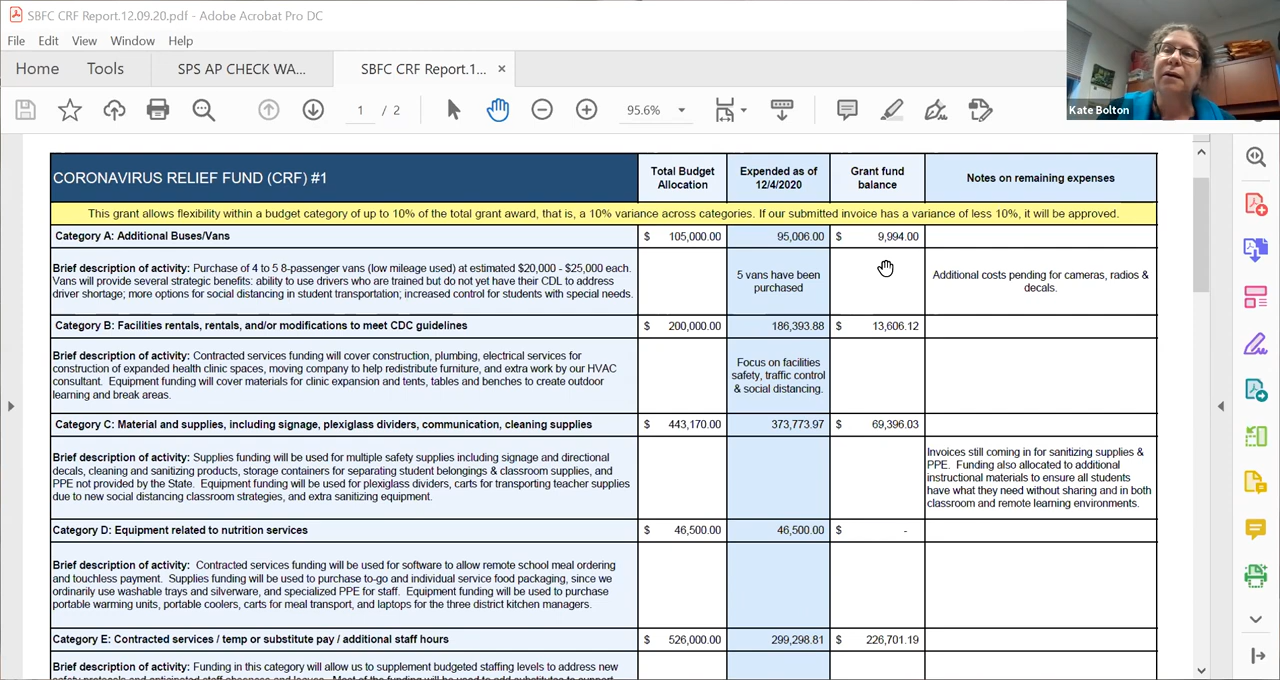 SBFC CRF Report.12.09.20.pdf - Adobe Acrobat Pro DC
File Edit View Window Help
Home Tools SPS AP CHECK WA... SBFC CRF Report.1... ×
1 / 2 95.6%
Kate Bolton
CORONAVIRUS RELIEF FUND (CRF) #1
Total Budget
Allocation
Expended as of
12/4/2020
Grant fund
balance
Notes on remaining expenses
This grant allows flexibility within a budget category of up to 10% of the total grant award, that is, a 10% variance across categories. If our submitted invoice has a variance of less 10%, it will be approved.
Category A: Additional Buses/Vans $ 105,000.00 95,006.00 $ 9,994.00
Brief description of activity: Purchase of 4 to 5 8-passenger vans (low mileage used) at estimated $20,000 - $25,000 each.
Vans will provide several strategic benefits: ability to use drivers who are trained but do not yet have their CDL to address
driver shortage; more options for social distancing in student transportation; increased control for students with special needs.
5 vans have been
purchased
Additional costs pending for cameras, radios &
decals.
Category B: Facilities rentals, rentals, and/or modifications to meet CDC guidelines $ 200,000.00 186,393.88 $ 13,606.12
Brief description of activity: Contracted services funding will cover construction, plumbing, electrical services for
construction of expanded health clinic spaces, moving company to help redistribute furniture, and extra work by our HVAC
consultant. Equipment funding will cover materials for clinic expansion and tents, tables and benches to create outdoor
learning and break areas.
Focus on facilities
safety, traffic control
& social distancing.
Category C: Material and supplies, including signage, plexiglass dividers, communication, cleaning supplies $ 443,170.00 373,773.97 $ 69,396.03
Brief description of activity: Supplies funding will be used for multiple safety supplies including signage and directional
decals, cleaning and sanitizing products, storage containers for separating student belongings & classroom supplies, and
PPE not provided by the State. Equipment funding will be used for plexiglass dividers, carts for transporting teacher supplies
due to new social distancing classroom strategies, and extra sanitizing equipment.
Invoices still coming in for sanitizing supplies &
PPE. Funding also allocated to additional
instructional materials to ensure all students
have what they need without sharing and in both
classroom and remote learning environments.
Category D: Equipment related to nutrition services $ 46,500.00 46,500.00 $ -
Brief description of activity: Contracted services funding will be used for software to allow remote school meal ordering
and touchless payment. Supplies funding will be used to purchase to-go and individual service food packaging, since we
ordinarily use washable trays and silverware, and specialized PPE for staff. Equipment funding will be used to purchase
portable warming units, portable coolers, carts for meal transport, and laptops for the three district kitchen managers.
Category E: Contracted services / temp or substitute pay / additional staff hours $ 526,000.00 299,298.81 $ 226,701.19
Brief description of activity: Funding in this category will allow us to supplement budgeted staffing levels to address new